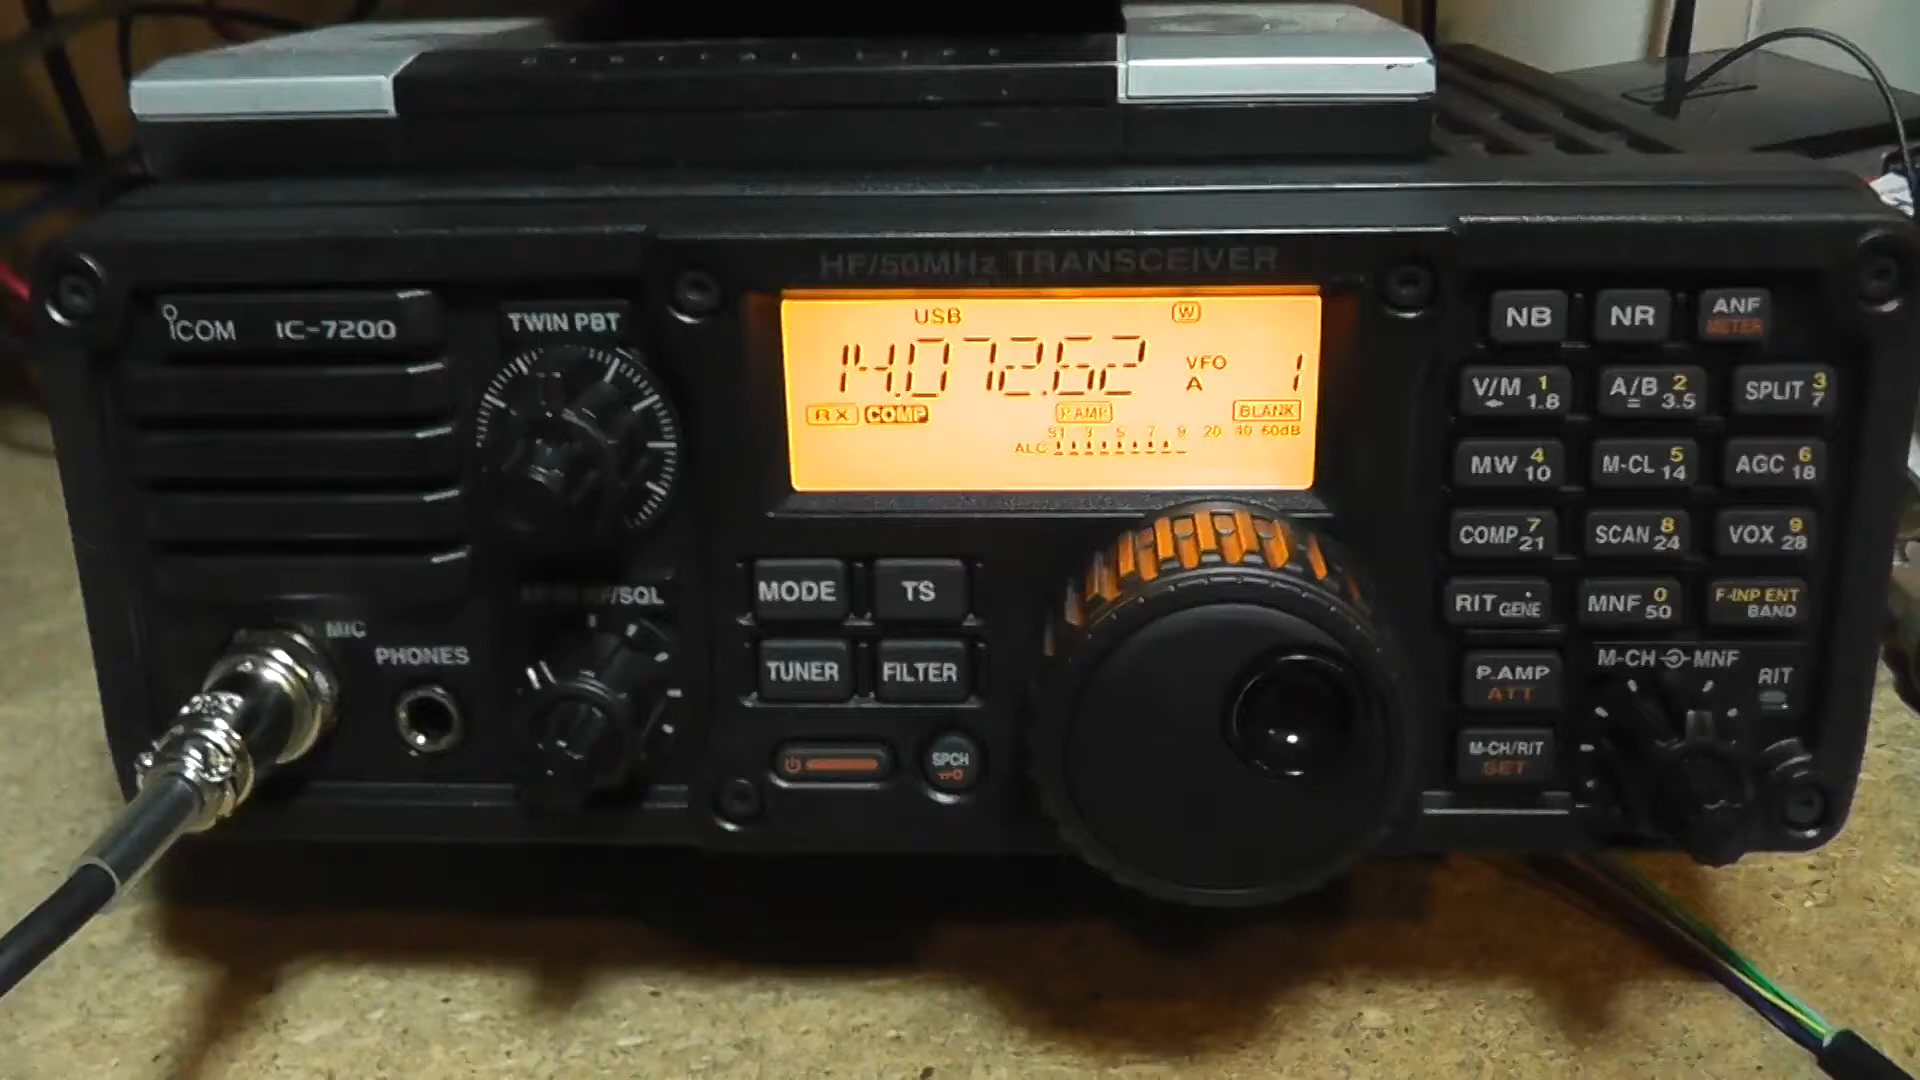 DIGITAL LIFE
HF/50MHz TRANSCEIVER
ICOM IC-7200
TWIN PBT
USB W
14.072.62 VFO A 1
RX COMP P.AMP BLANK
S1 3 5 7 9 20 40 60dB
ALC
NB NR ANF
METER
V/M 1 1.8 A/B = 2 3.5 SPLIT 3 7
MW 4 10 M-CL 5 14 AGC 6 18
COMP 7 21 SCAN 8 24 VOX 9 28
RIT . GENE MNF 0 50 F-INP ENT BAND
MODE TS
TUNER FILTER
/SQL
MIC
PHONES
SPCH
P.AMP
ATT
M-CH/RIT
SET
M-CH MNF
RIT